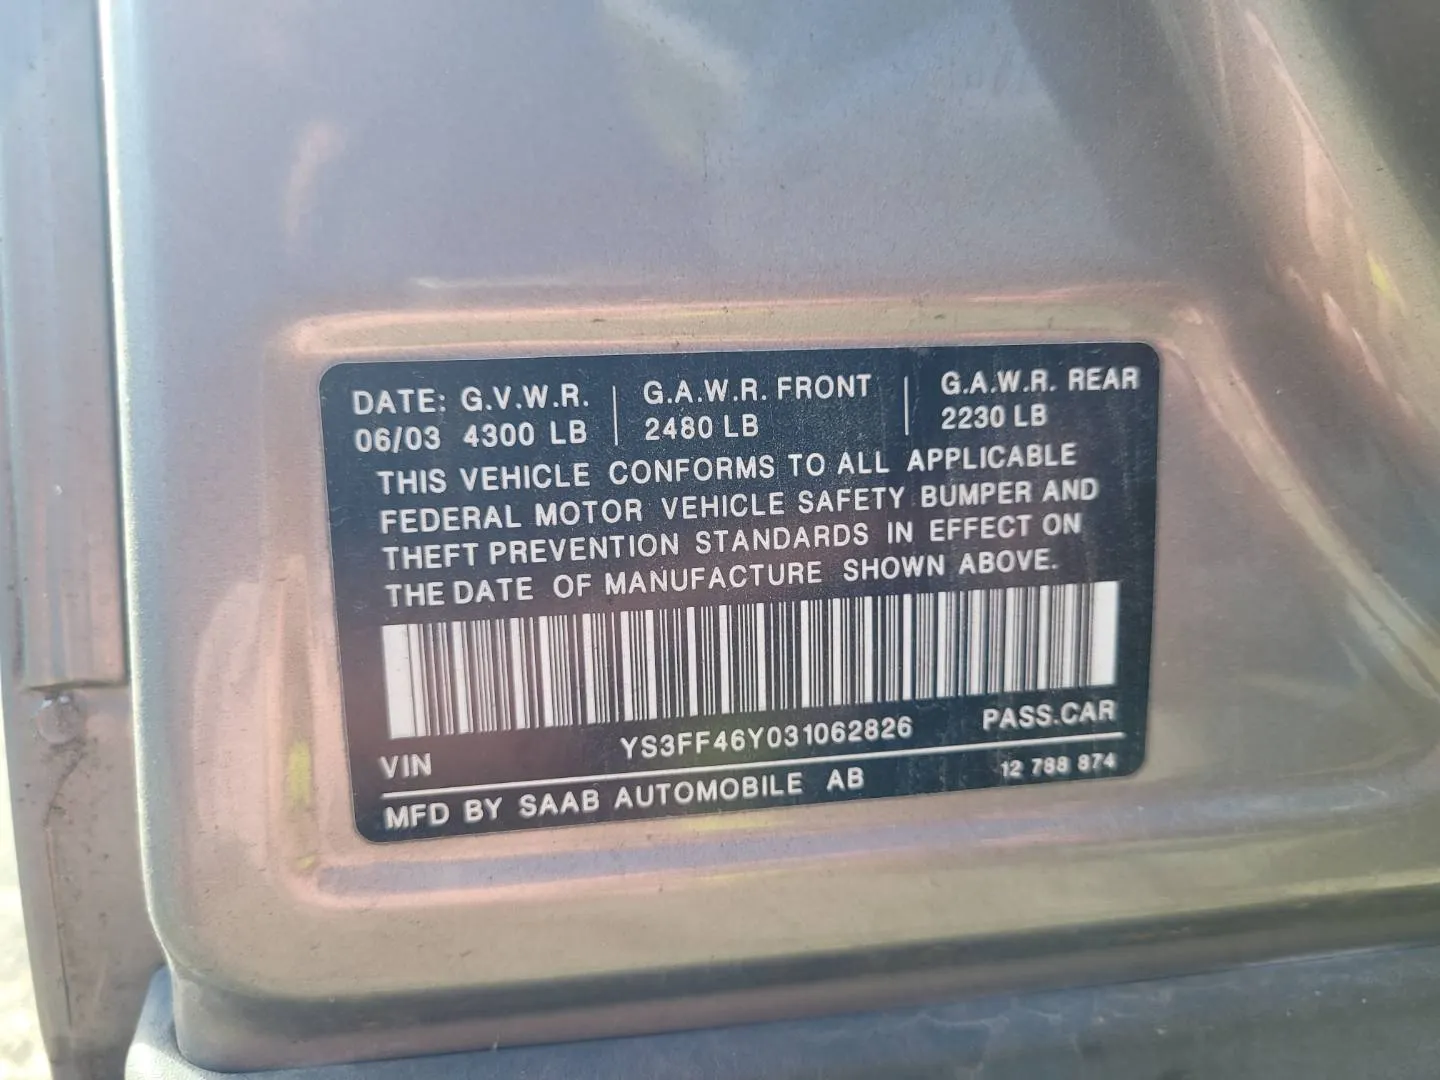 DATE: G.V.W.R. | G.A.W.R. FRONT | G.A.W.R. REAR
06/03 4300 LB | 2480 LB | 2230 LB
THIS VEHICLE CONFORMS TO ALL APPLICABLE
FEDERAL MOTOR VEHICLE SAFETY BUMPER AND
THEFT PREVENTION STANDARDS IN EFFECT ON
THE DATE OF MANUFACTURE SHOWN ABOVE.
VIN YS3FF46Y031062826 PASS.CAR
MFD BY SAAB AUTOMOBILE AB 12 788 874